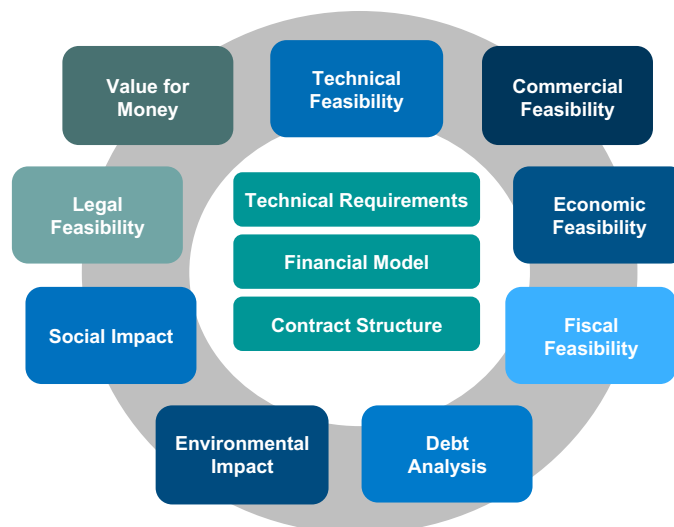 Value for
Money
Technical
Feasibility
Commercial
Feasibility
Legal
Feasibility
Technical Requirements
Financial Model
Contract Structure
Economic
Feasibility
Social Impact
Fiscal
Feasibility
Environmental
Impact
Debt
Analysis